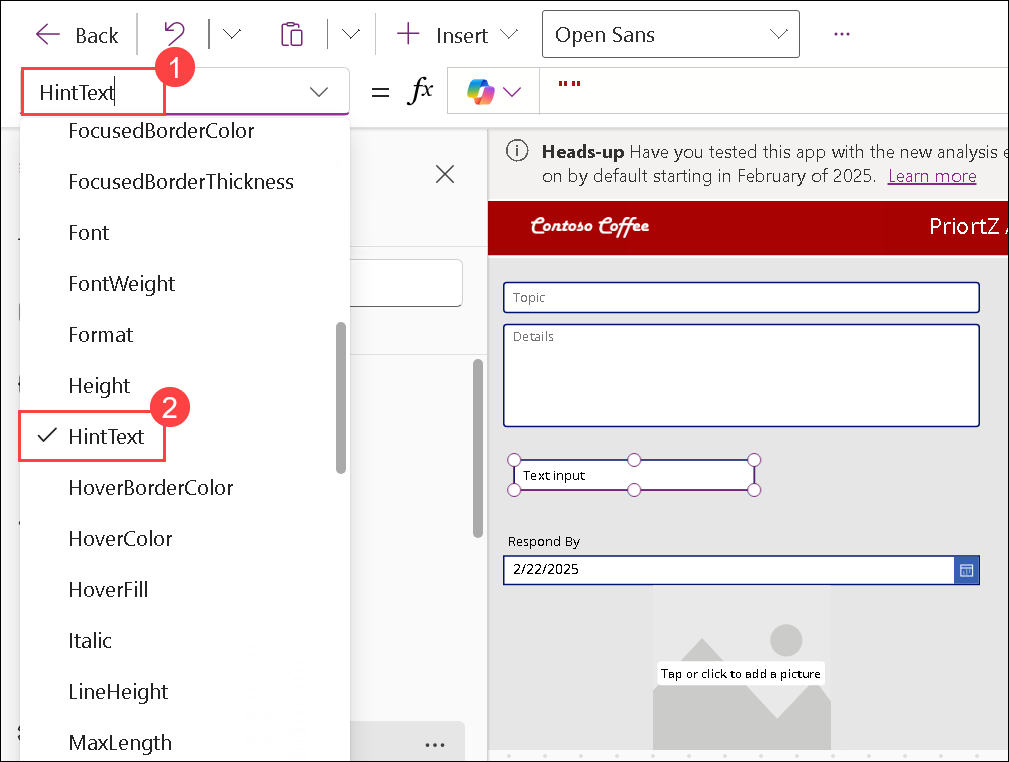 Back
Insert
Open Sans
...
1
HintText
= fx
""
FocusedBorderColor
FocusedBorderThickness
Font
FontWeight
Format
Height
2
HintText
HoverBorderColor
HoverColor
HoverFill
Italic
LineHeight
MaxLength
...
Heads-up Have you tested this app with the new analysis
on by default starting in February of 2025. Learn more
Contoso Coffee
PriortZ
Topic
Details
Text input
Respond By
2/22/2025
Tap or click to add a picture